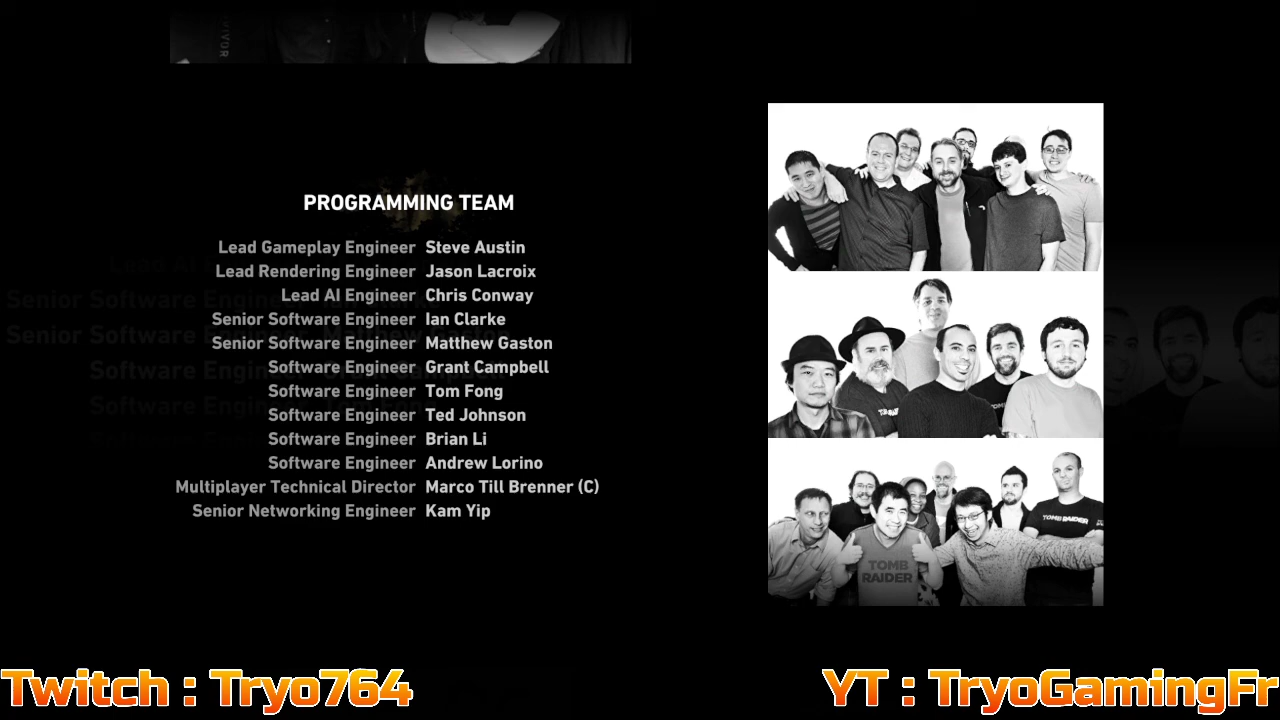 VIVOR
PROGRAMMING TEAM
Lead Gameplay Engineer Steve Austin
Lead Rendering Engineer Jason Lacroix
Lead AI Engineer Chris Conway
Senior Software Engineer Ian Clarke
Senior Software Engineer Matthew Gaston
Software Engineer Grant Campbell
Software Engineer Tom Fong
Software Engineer Ted Johnson
Software Engineer Brian Li
Software Engineer Andrew Lorino
Multiplayer Technical Director Marco Till Brenner (C)
Senior Networking Engineer Kam Yip
TOMB RAIDER
TOMB
RAIDER
Twitch : Tryo764
YT : TryoGamingFr